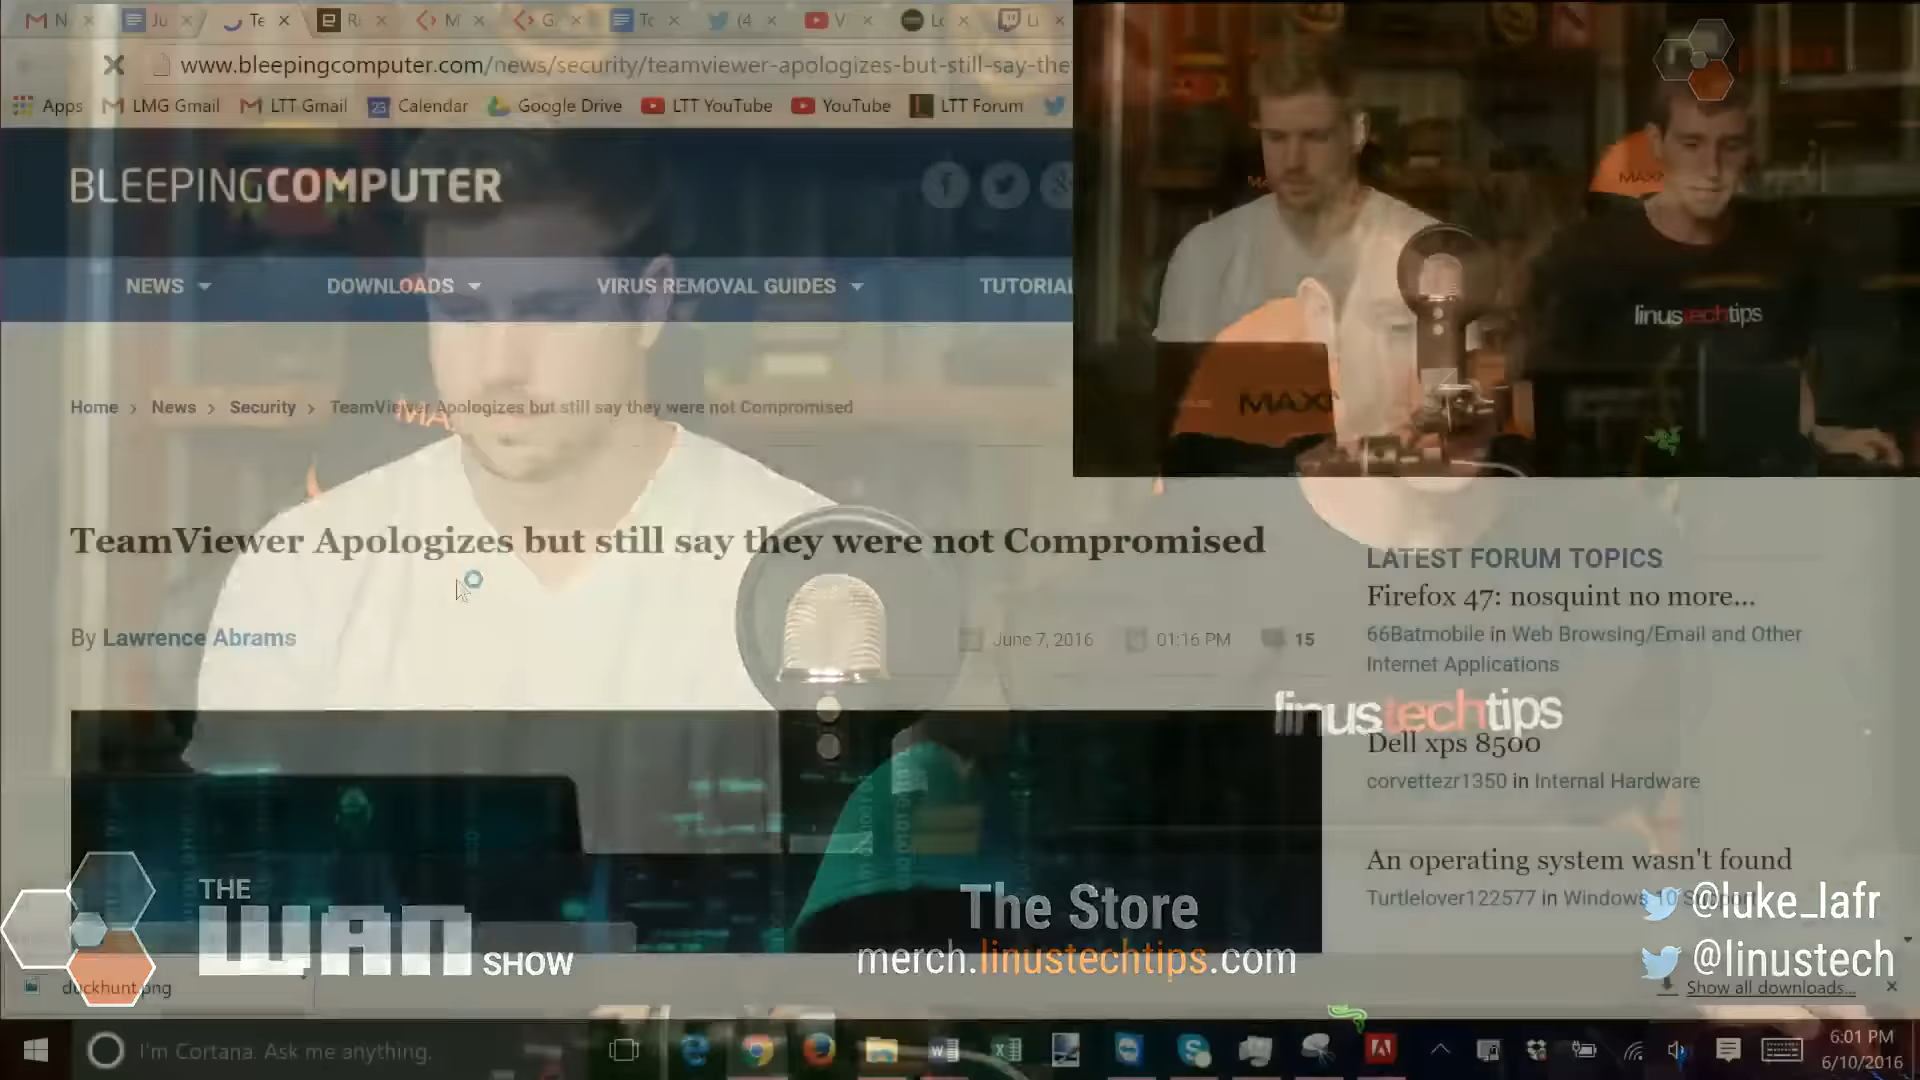 www.bleepingcomputer.com/news/security/teamviewer-apologizes-but-still-say-the
Apps
LMG Gmail
LTT Gmail
Calendar
Google Drive
LTT YouTube
YouTube
LTT Forum
BLEEPINGCOMPUTER
NEWS
DOWNLOADS
VIRUS REMOVAL GUIDES
TUTORIAL
linustechtips
Home > News > Security > TeamViewer Apologizes but still say they were not Compromised
TeamViewer Apologizes but still say they were not Compromised
By Lawrence Abrams
June 7, 2016
01:16 PM
15
LATEST FORUM TOPICS
Firefox 47: nosquint no more...
66Batmobile in Web Browsing/Email and Other
Internet Applications
linustechtips
Dell xps 8500
corvettezr1350 in Internal Hardware
An operating system wasn't found
Turtlelover122577 in Windows 10 Support
THE
WAN SHOW
The Store
merch.linustechtips.com
@luke_lafr
@linustech
duckhunt.png
Show all downloads...
I'm Cortana. Ask me anything.
6:01 PM
6/10/2016